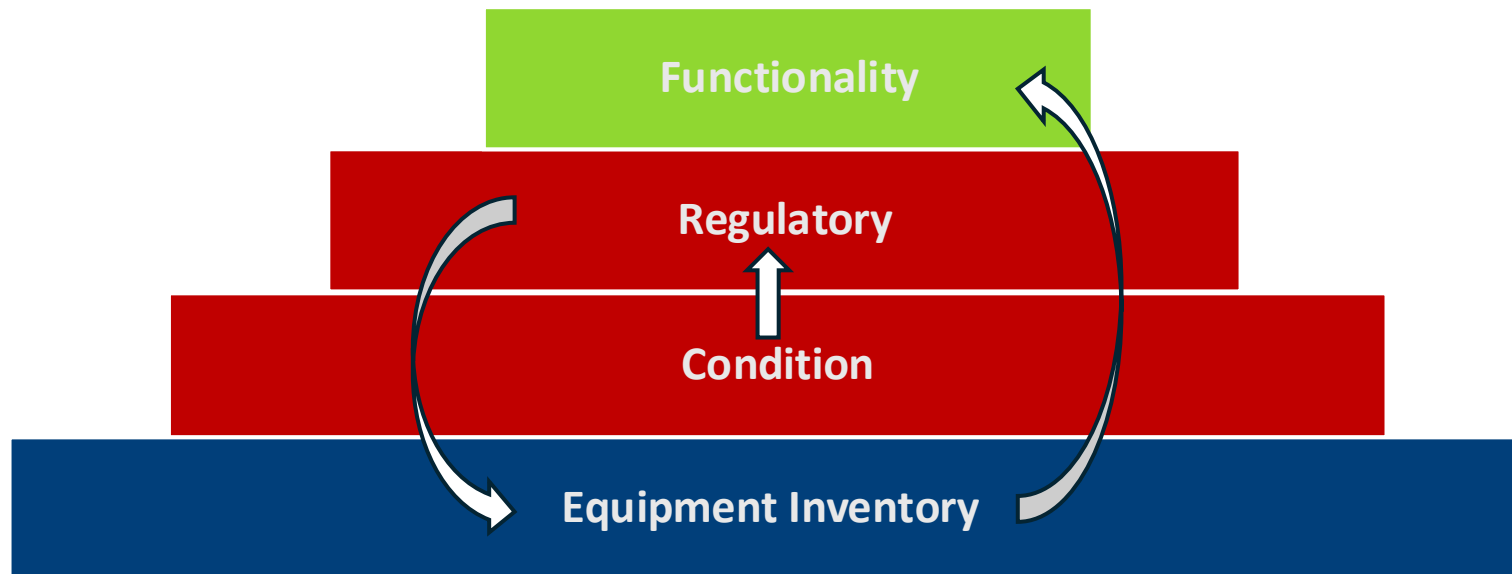 Functionality
Regulatory
Condition
Equipment Inventory